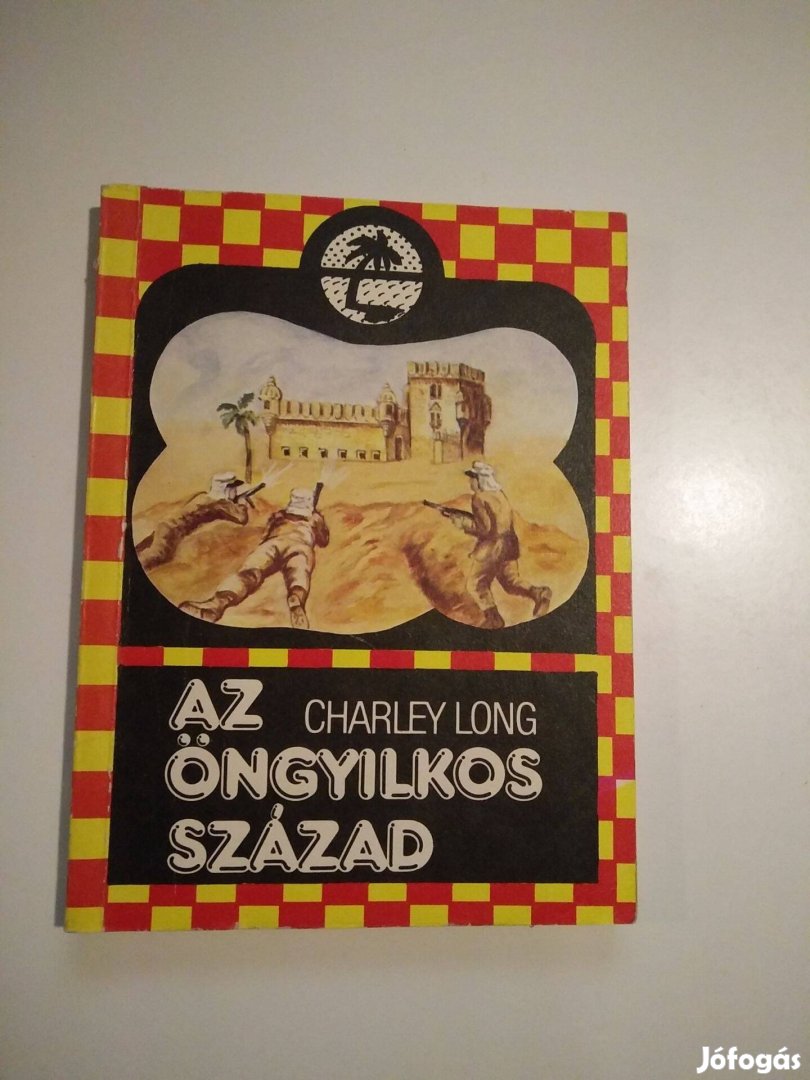 AZ CHARLEY LONG
ÖNGYILKOS
SZÁZAD
Jófogás